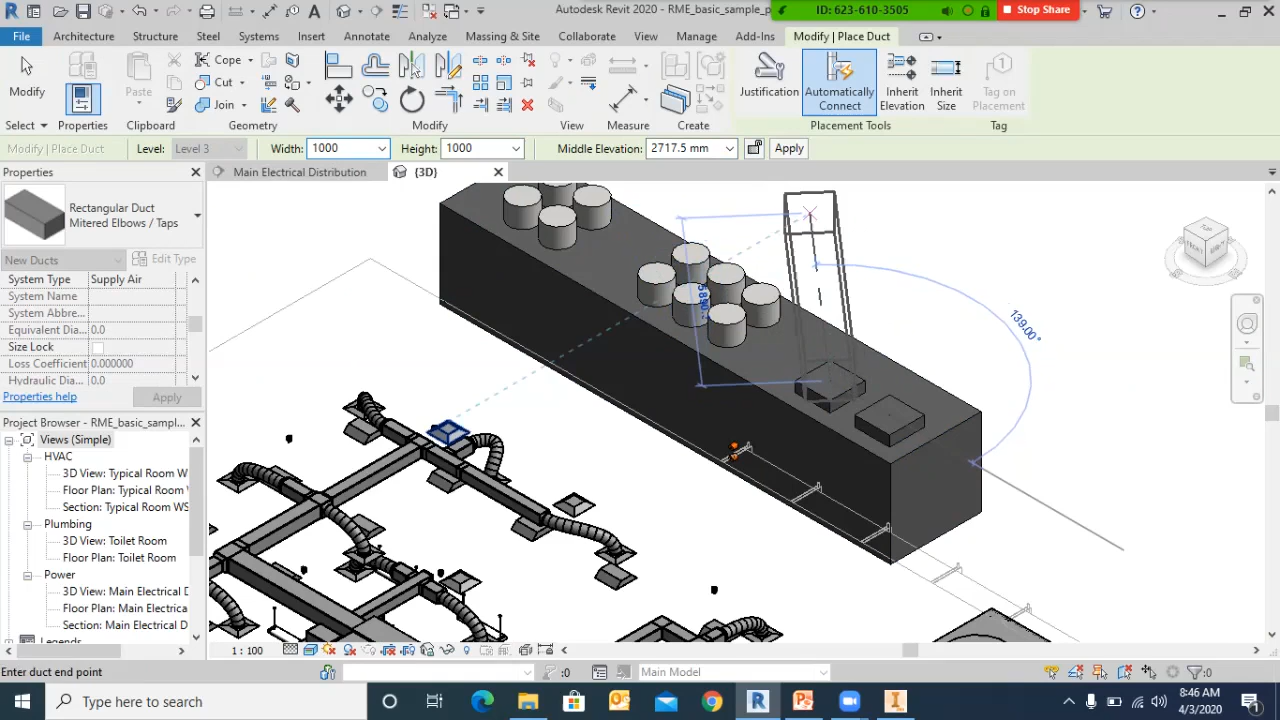 Autodesk Revit 2020 - RME_basic_sample_p
ID: 623-610-3505
Stop Share
File Architecture Structure Steel Systems Insert Annotate Analyze Massing & Site Collaborate View Manage Add-Ins Modify | Place Duct
Modify
Paste
Cope
Cut
Join
Justification
Automatically Connect
Inherit Elevation
Inherit Size
Tag on Placement
Select Properties Clipboard Geometry Modify View Measure Create Placement Tools Tag
Modify | Place Duct Level: Level 3 Width: 1000 Height: 1000 Middle Elevation: 2717.5 mm Apply
Properties
Main Electrical Distribution
{3D}
Rectangular Duct
Mitered Elbows / Taps
New Ducts Edit Type
System Type Supply Air
System Name
System Abbre...
Equivalent Dia... 0.0
Size Lock
Loss Coefficient 0.000000
Hydraulic Dia... 0.0
Properties help Apply
Project Browser - RME_basic_sampl...
Views (Simple)
HVAC
3D View: Typical Room W
Floor Plan: Typical Room
Section: Typical Room WS
Plumbing
3D View: Toilet Room
Floor Plan: Toilet Room
Power
3D View: Main Electrical D
Floor Plan: Main Electrica
Section: Main Electrical D
Legends
139.00°
TOP
FRONT
RIGHT
1 : 100
Enter duct end point
:0
Main Model
:0
Type here to search
8:46 AM
4/3/2020